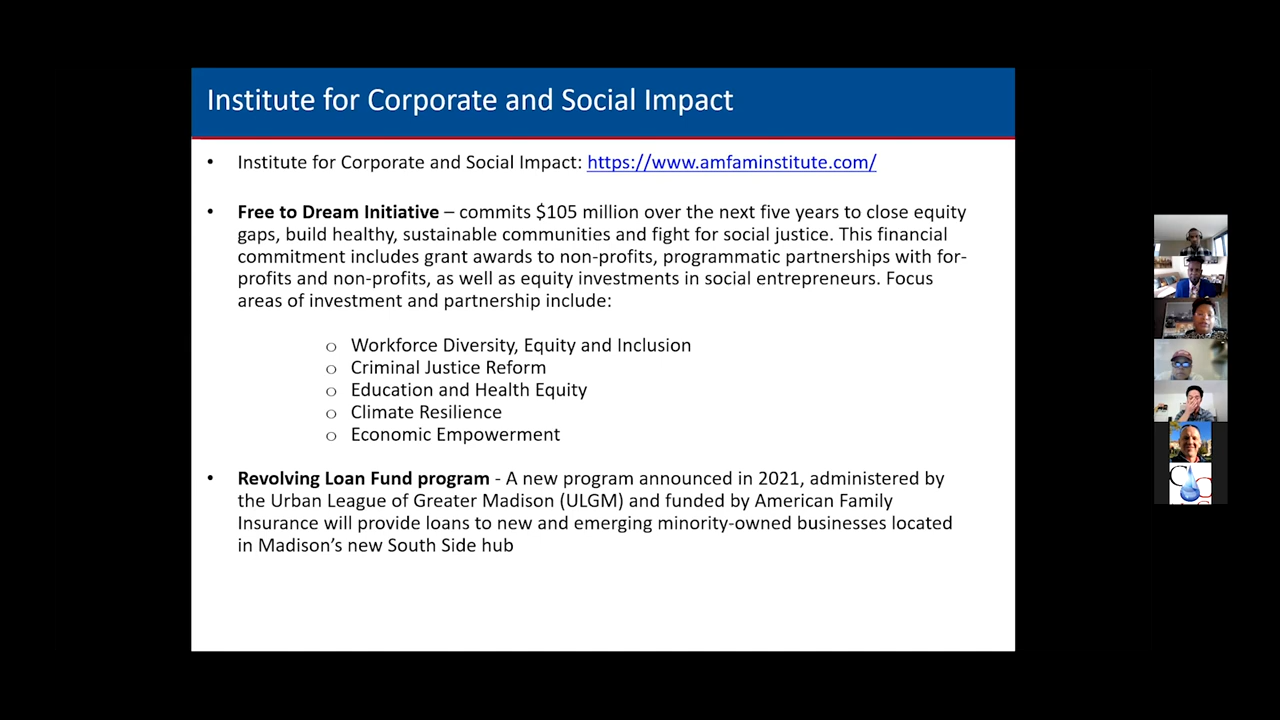 Institute for Corporate and Social Impact
• Institute for Corporate and Social Impact: https://www.amfaminstitute.com/
• Free to Dream Initiative – commits $105 million over the next five years to close equity
gaps, build healthy, sustainable communities and fight for social justice. This financial
commitment includes grant awards to non-profits, programmatic partnerships with for-
profits and non-profits, as well as equity investments in social entrepreneurs. Focus
areas of investment and partnership include:
o Workforce Diversity, Equity and Inclusion
o Criminal Justice Reform
o Education and Health Equity
o Climate Resilience
o Economic Empowerment
• Revolving Loan Fund program - A new program announced in 2021, administered by
the Urban League of Greater Madison (ULGM) and funded by American Family
Insurance will provide loans to new and emerging minority-owned businesses located
in Madison’s new South Side hub